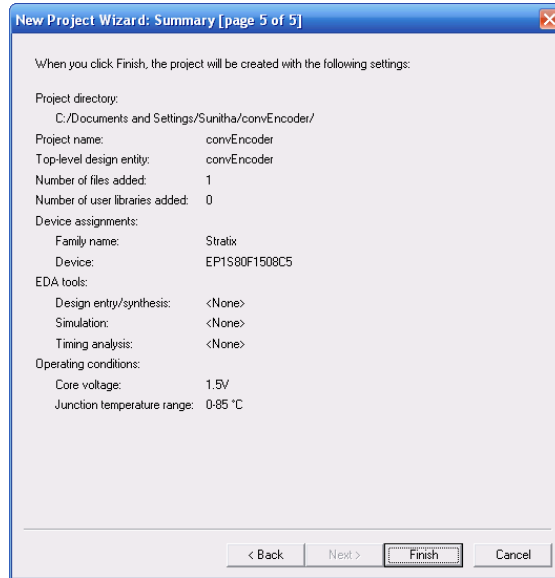 New Project Wizard: Summary [page 5 of 5]
When you click Finish, the project will be created with the following settings:
Project directory:
C:/Documents and Settings/Sunitha/convEncoder/
Project name: convEncoder
Top-level design entity: convEncoder
Number of files added: 1
Number of user libraries added: 0
Device assignments:
Family name: Stratix
Device: EP1S80F1508C5
EDA tools:
Design entry/synthesis: <None>
Simulation: <None>
Timing analysis: <None>
Operating conditions:
Core voltage: 1.5V
Junction temperature range: 0-85 °C
< Back Next > Finish Cancel